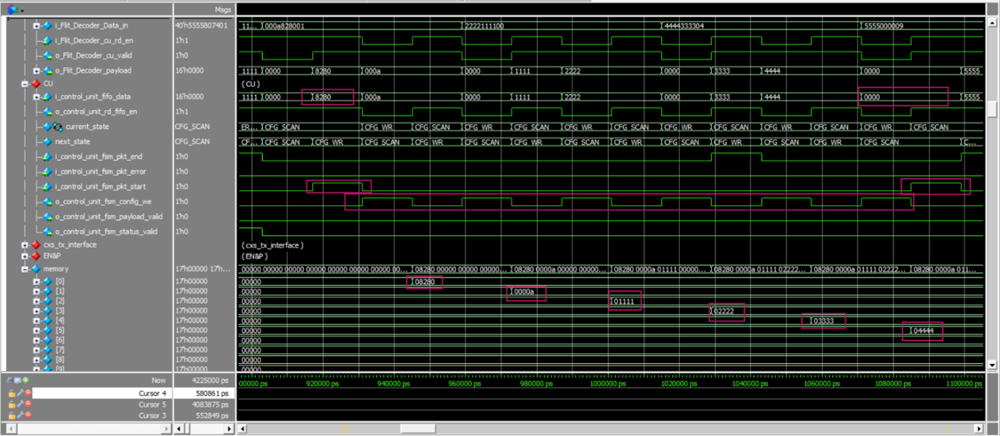 Msgs
i_Flit_Decoder_Data_in 40'h5555807401 11... 000a828001 2222111100 4444333304 5555000009
i_Flit_Decoder_cu_rd_en 1'h1
o_Flit_Decoder_cu_valid 1'h0
o_Flit_Decoder_payload 16'h0000 1111 0000 8280 000a 0000 1111 2222 0000 3333 4444 0000 5555
CU (CU)
i_control_unit_fifo_data 16'h0000 1111 0000 8280 000a 0000 1111 2222 0000 3333 4444 0000 5555
o_control_unit_rd_fifo_en 1'h1
current_state CFG_SCAN ER... CFG_SCAN CFG_WR CFG_SCAN CFG_WR CFG_SCAN CFG_WR CFG_SCAN CFG_WR CFG_SCAN CFG_WR CFG_SCAN CFG_WR CFG_SCAN
next_state CFG_SCAN CF... CFG_SCAN CFG_WR CFG_SCAN CFG_WR CFG_SCAN CFG_WR CFG_SCAN CFG_WR CFG_SCAN CFG_WR CFG_SCAN CFG_WR CFG_SCAN C...
i_control_unit_fsm_pkt_end 1'h0
i_control_unit_fsm_pkt_error 1'h0
i_control_unit_fsm_pkt_start 1'h0
o_control_unit_fsm_config_we 1'h0
o_control_unit_fsm_payload_valid 1'h0
o_control_unit_fsm_status_valid 1'h0
cxs_tx_interface (cxs_tx_interface)
EN&P (EN&P)
memory 17'h00000 17'h... 00000 00000 00000 00000 00000 00000 00000 00... 08280 00000 00000 00000... 08280 0000a 00000 00000... 08280 0000a 01111 00000... 08280 0000a 01111 02222... 08280 0000a 01111 02222... 08280 0000a 011...
[0] 17'h00000 00000 08280
[1] 17'h00000 00000 0000a
[2] 17'h00000 00000 01111
[3] 17'h00000 00000 02222
[4] 17'h00000 00000 03333
[5] 17'h00000 00000 04444
[6] 17'h00000 00000
[7] 17'h00000 00000
[8] 17'h00000 00000
[9] 17'h00000 00000
Now 4225000 ps 00000 ps 920000 ps 940000 ps 960000 ps 980000 ps 1000000 ps 1020000 ps 1040000 ps 1060000 ps 1080000 ps 1100000 ps
Cursor 4 580861 ps
Cursor 5 4083875 ps
Cursor 3 552849 ps